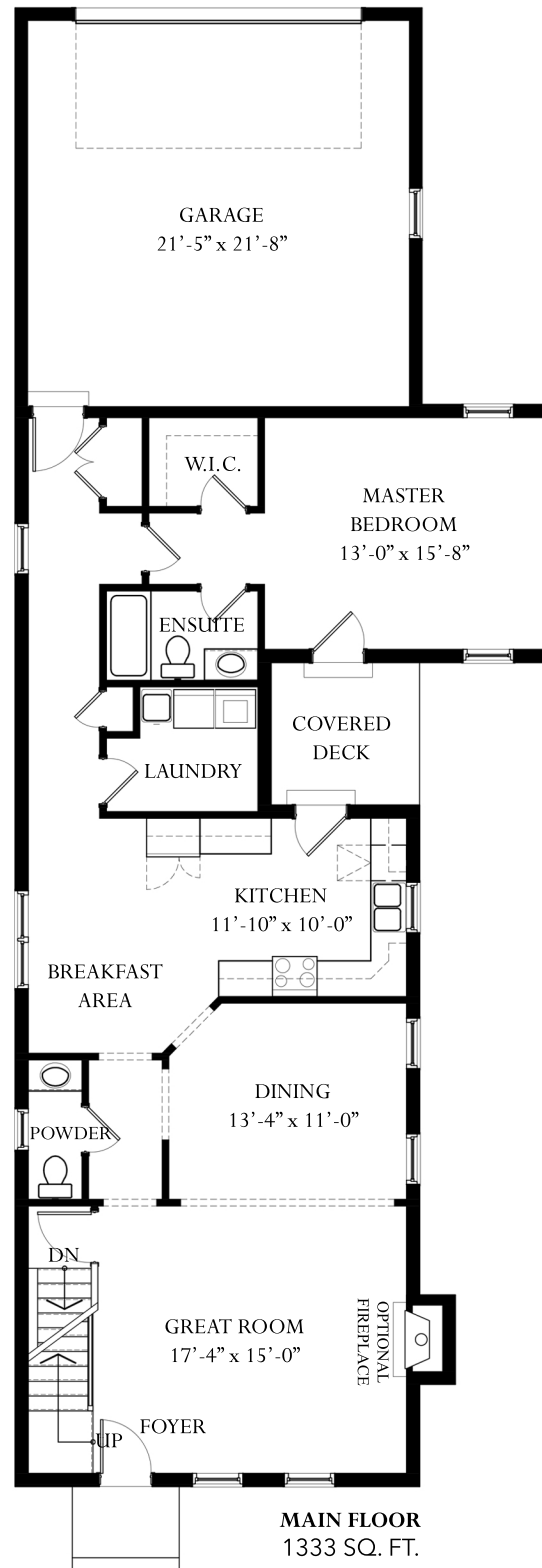 GARAGE
21'-5" x 21'-8"
W.I.C.
MASTER
BEDROOM
13'-0" x 15'-8"
ENSUITE
COVERED
DECK
LAUNDRY
KITCHEN
11'-10" x 10'-0"
BREAKFAST
AREA
DINING
13'-4" x 11'-0"
POWDER
DN
GREAT ROOM
17'-4" x 15'-0"
OPTIONAL
FIREPLACE
FOYER
UP
MAIN FLOOR
1333 SQ. FT.